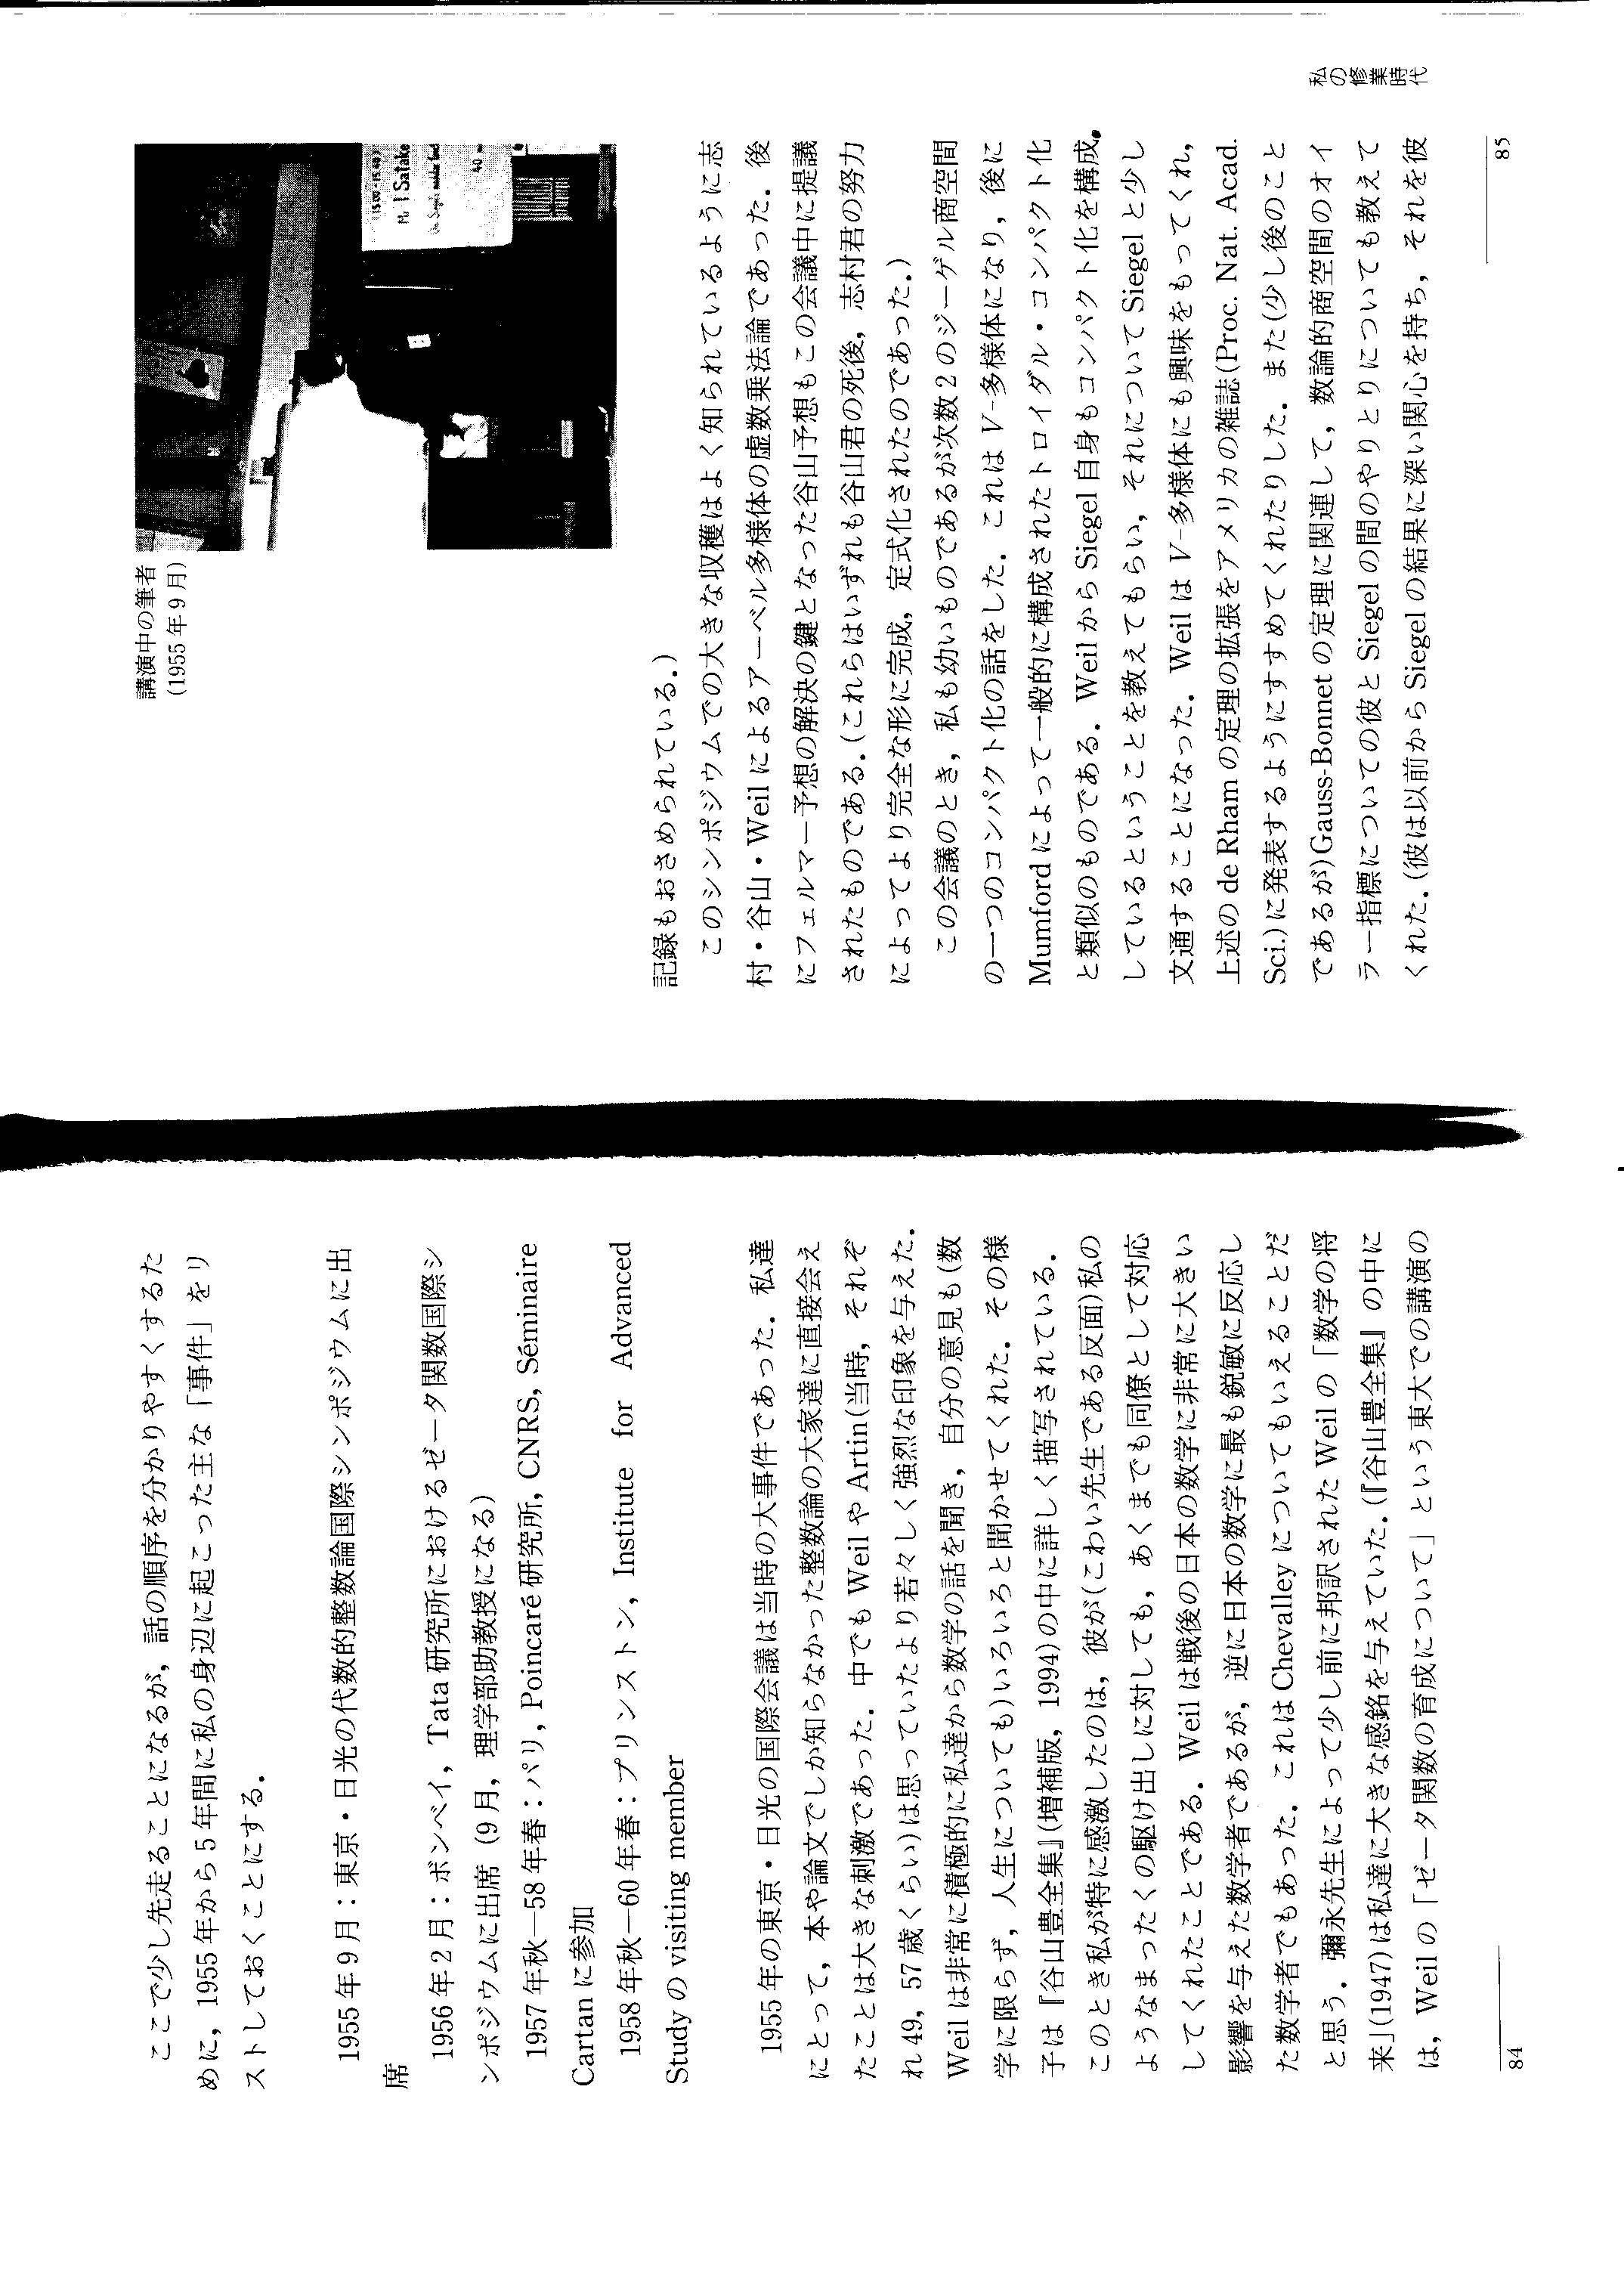 ここで少し先走ることになるが，話の順序を分かりやすくするた
めに，1955年から5年間に私の身辺に起こった主な「事件」をリ
ストしておくことにする．
1955年9月：東京・日光の代数的整数論国際シンポジウムに出
席
1956年2月：ボンベイ，Tata研究所におけるゼータ関数国際シ
ンポジウムに出席（9月，理学部助教授になる）
1957年秋—58年春：パリ，Poincaré研究所，CNRS, Séminaire
Cartanに参加
1958年秋—60年春：プリンストン，Institute for Advanced
Studyのvisiting member
1955年の東京・日光の国際会議は当時の大事件であった．私達
にとって，本や論文でしか知らなかった整数論の大家達に直接会え
たことは大きな刺激であった．中でもWeilやArtin(当時，それぞ
れ49，57歳くらい)は思っていたより若々しく強烈な印象を与えた．
Weilは非常に積極的に私達から数学の話を聞き，自分の意見も(数
学に限らず，人生についても)いろいろと聞かせてくれた．その様
子は『谷山豊全集』(増補版，1994)の中に詳しく描写されている．
このとき私が特に感激したのは，彼が(こわい先生である反面)私の
ようなまったくの駆け出しに対しても，あくまでも同僚として対応
してくれたことである．Weilは戦後の日本の数学に非常に大きい
影響を与えた数学者であるが，逆に日本の数学に最も鋭敏に反応し
た数学者でもあった．これはChevalleyについてもいえることだ
と思う．彌永先生によって少し前に邦訳されたWeilの「数学の将
来」(1947)は私達に大きな感銘を与えていた．(『谷山豊全集』の中に
は，Weilの「ゼータ関数の育成について」という東大での講演の
84
講演中の筆者
(1955年9月)
15:00-15:40
Mr I. Satake
記録もおさめられている．)
このシンポジウムでの大きな収穫はよく知られているように志
村・谷山・Weilによるアーベル多様体の虚数乗法論であった．後
にフェルマー予想の解決の鍵となった谷山予想もこの会議中に提議
されたものである．(これらはいずれも谷山君の死後，志村君の努力
によってより完全な形に完成，定式化されたのであった．)
この会議のとき，私も幼いものであるが次数2のジーゲル商空間
の一つのコンパクト化の話をした．これはV-多様体になり，後に
Mumfordによって一般的に構成されたトロイダル・コンパクト化
と類似のものである．WeilからSiegel自身もコンパクト化を構成
しているということを教えてもらい，それについてSiegelと少し
文通することになった．WeilはV-多様体にも興味をもってくれ，
上述のde Rhamの定理の拡張をアメリカの雑誌(Proc. Nat. Acad.
Sci.)に発表するようにすすめてくれたりした．また(少し後のこと
であるが)Gauss-Bonnetの定理に関連して，数論的商空間のオイ
ラー指標についての彼とSiegelの間のやりとりについても教えて
くれた．(彼は以前からSiegelの結果に深い関心を持ち，それを彼
私の修業時代
85